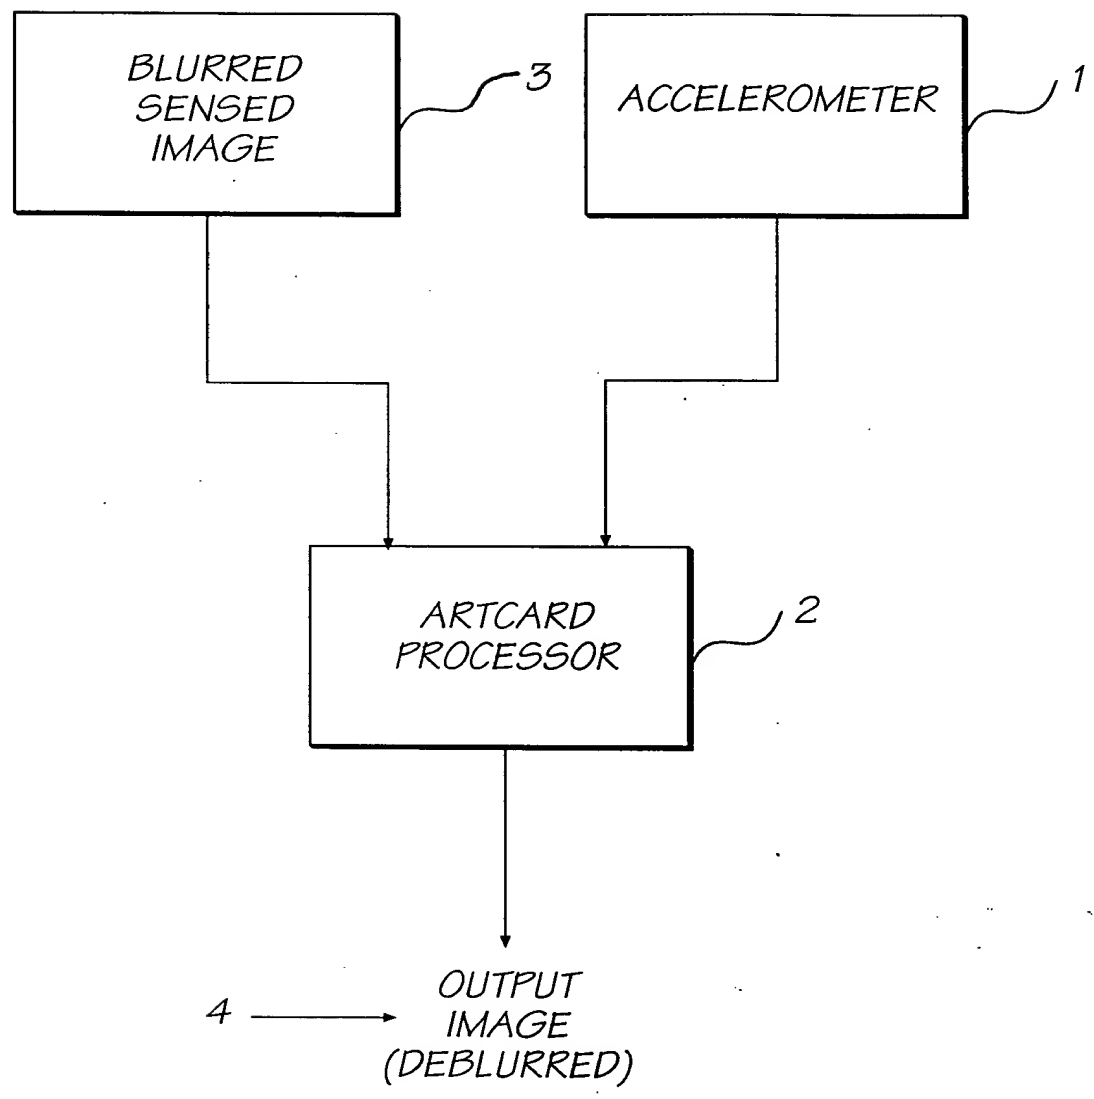 BLURRED
SENSED
IMAGE
3
ACCELEROMETER
1
ARTCARD
PROCESSOR
2
4
OUTPUT
IMAGE
(DEBLURRED)